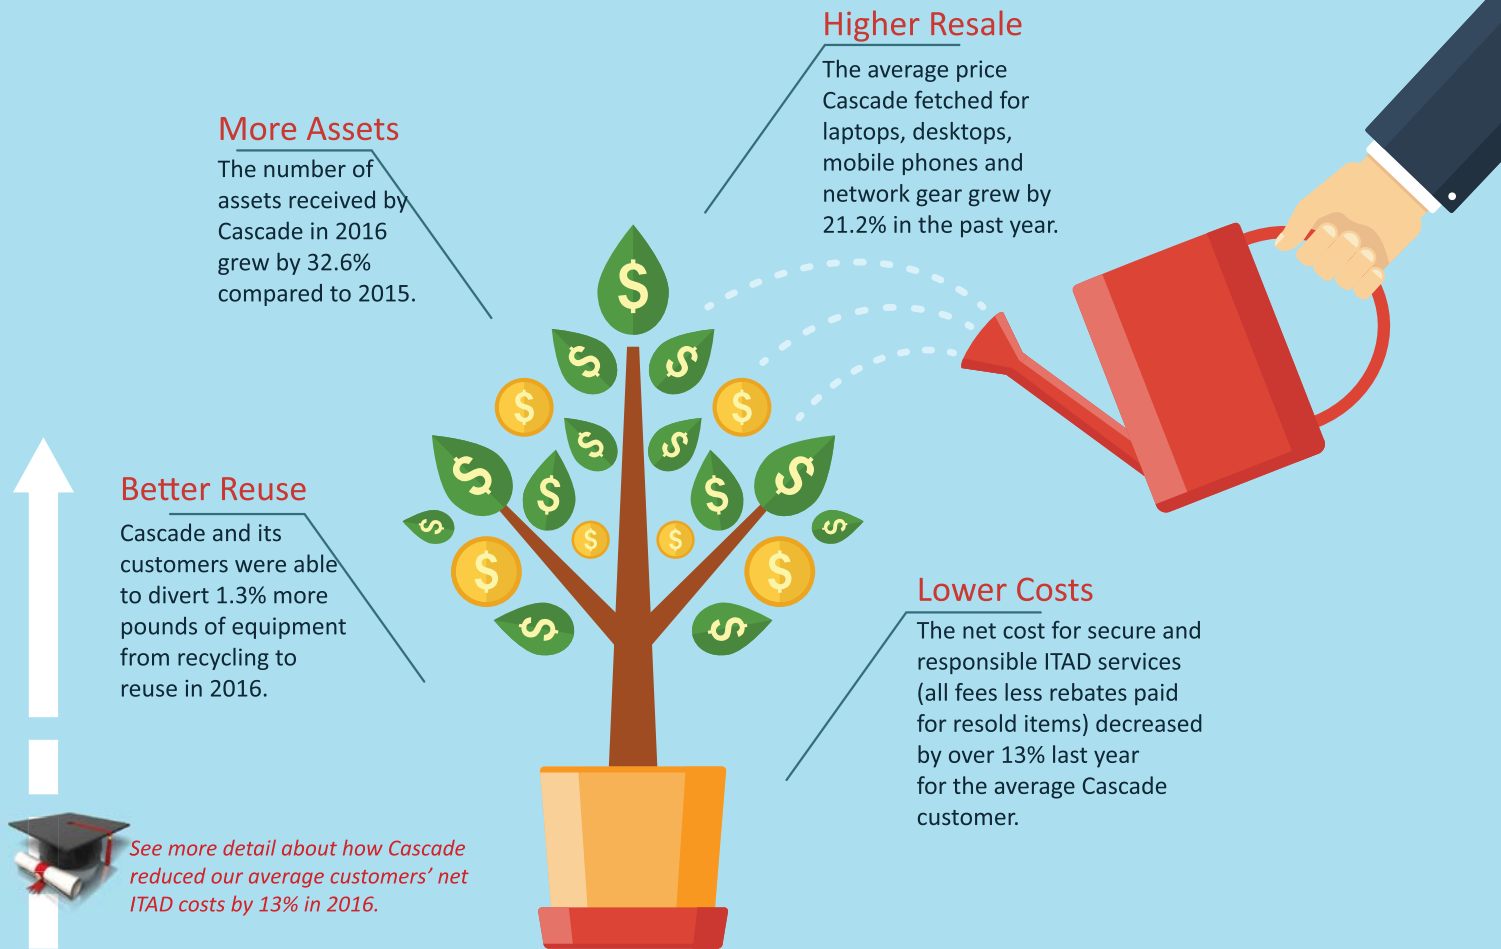 Higher Resale
The average price
Cascade fetched for
laptops, desktops,
mobile phones and
network gear grew by
21.2% in the past year.
More Assets
The number of
assets received by
Cascade in 2016
grew by 32.6%
compared to 2015.
$
$ $
$ $
$ $
$ $
$ $
$ $
$ $
$ $
$ $
Better Reuse
Cascade and its
customers were able
to divert 1.3% more
pounds of equipment
from recycling to
reuse in 2016.
Lower Costs
The net cost for secure and
responsible ITAD services
(all fees less rebates paid
for resold items) decreased
by over 13% last year
for the average Cascade
customer.
See more detail about how Cascade
reduced our average customers’ net
ITAD costs by 13% in 2016.